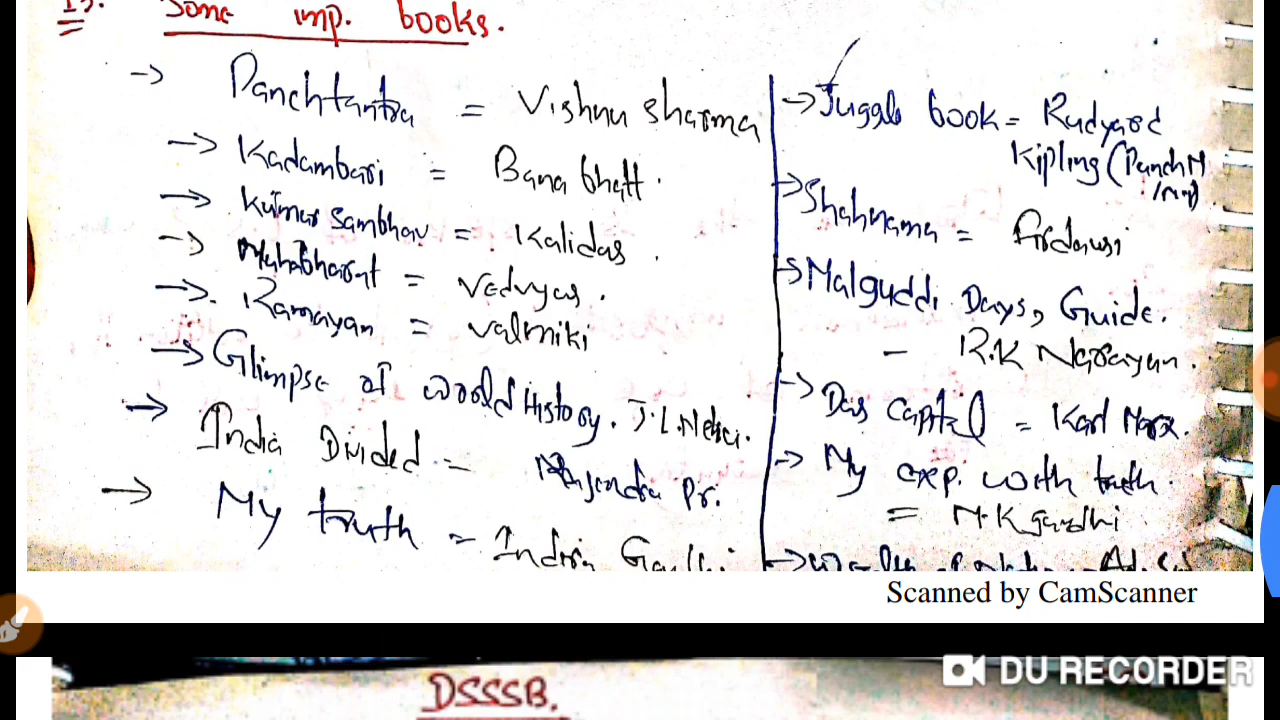 13. Some imp. books.
→ Panchtantra = Vishnu sharma
→ Kadambari = Bana bhatt.
→ Kumar sambhav = Kalidas.
→ Mahabharat = Vedvyas.
→ Ramayan = valmiki
→ Glimpse of world History. J.L. Nehru.
→ India Divided = Rajendra Pr.
→ My truth = Indira Gandhi
→ Juggle book = Rudyard
Kipling (Punch M
→ Shahnama = firdausi
→ Malguddi Days, Guide.
– R.K Narayan.
→ Das Capital = Karl Marx.
→ My exp. with truth.
= M.K gandhi
Scanned by CamScanner
DU RECORDER
DSSSB.